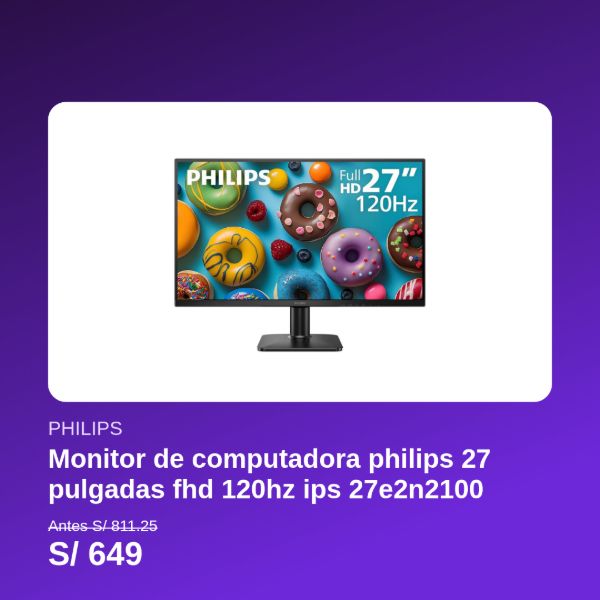 PHILIPS
Full
HD 27”
120Hz
PHILIPS
Monitor de computadora philips 27
pulgadas fhd 120hz ips 27e2n2100
Antes S/ 811.25
S/ 649